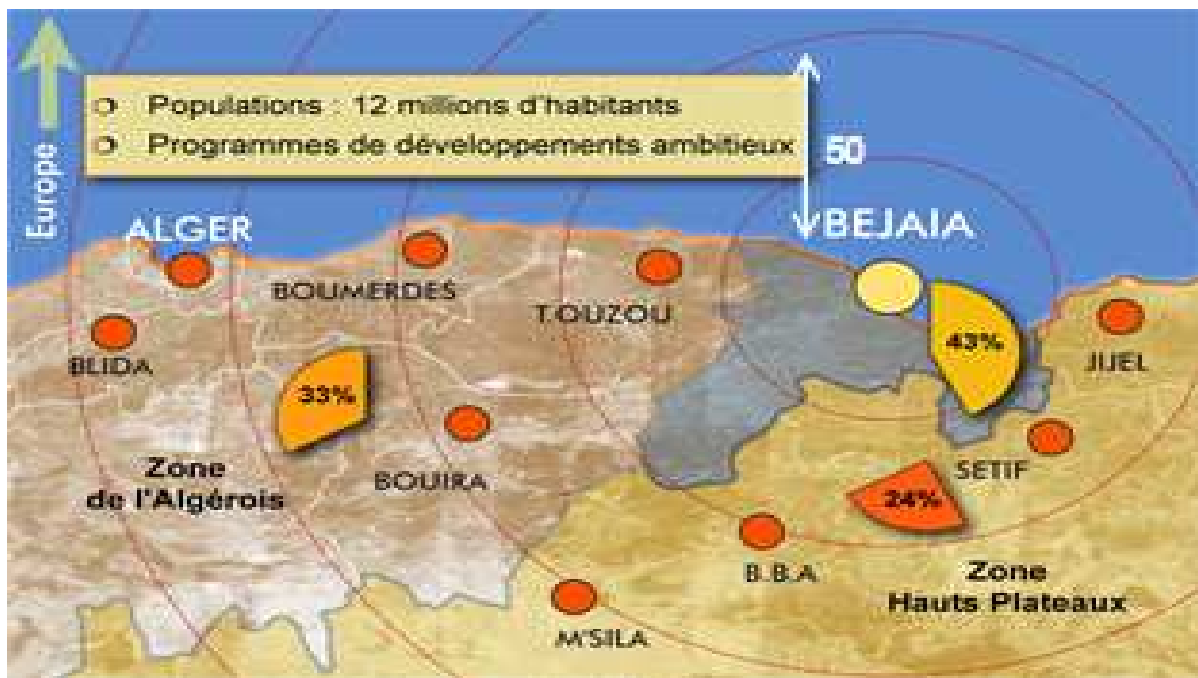 Populations : 12 millions d'habitants
Programmes de développements ambitieux
50
Europe
ALGER
BEJAIA
BOUMERDES
T.OUZOU
BLIDA
43%
JIJEL
33%
Zone
de l'Algérois
BOUIRA
SETIF
24%
B.B.A
Zone
Hauts Plateaux
M'SILA